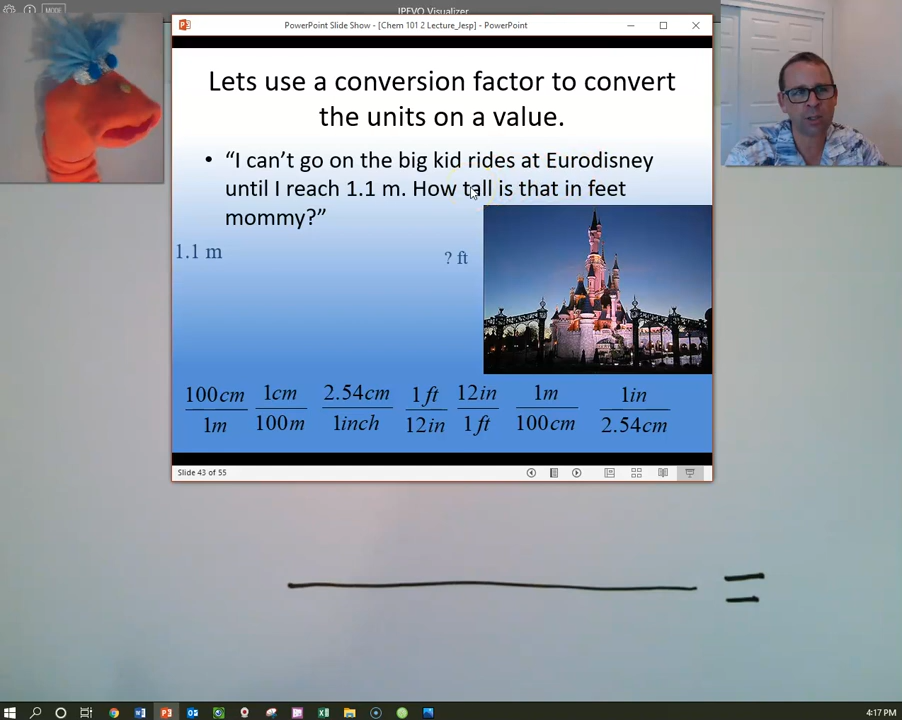 IPEVO Visualizer
MODE
PowerPoint Slide Show - [Chem 101 2 Lecture_Jesp] - PowerPoint
Lets use a conversion factor to convert
the units on a value.
• “I can’t go on the big kid rides at Eurodisney
until I reach 1.1 m. How tall is that in feet
mommy?”
1.1 m
? ft
100cm 1cm 2.54cm 1 ft 12in 1m 1in
1m 100m 1inch 12in 1 ft 100cm 2.54cm
Slide 43 of 55
=
4:17 PM